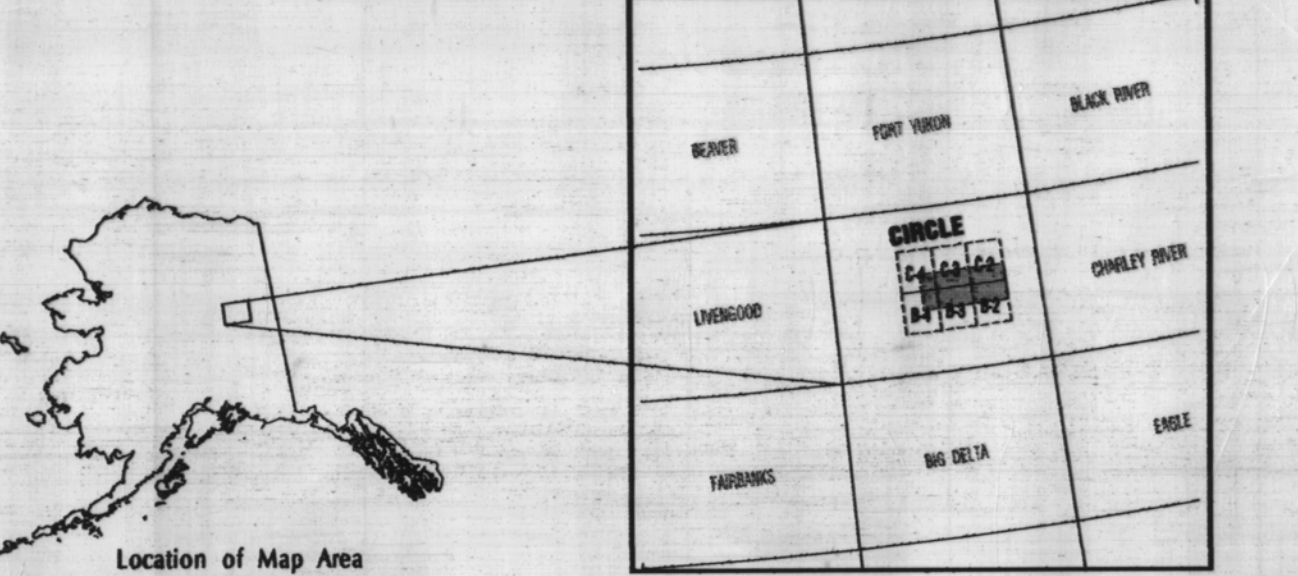 BLACK RIVER
FORT YUKON
BEAVER
CIRCLE
C-4 C-3 C-2
CHARLEY RIVER
LIVENGOOD
B-4 B-3 B-2
EAGLE
BIG DELTA
FAIRBANKS
Location of Map Area